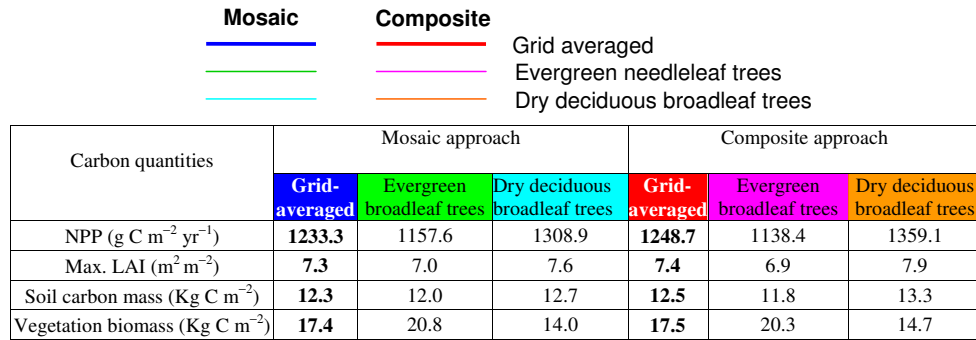 Mosaic Composite
Grid averaged
Evergreen needleleaf trees
Dry deciduous broadleaf trees
Carbon quantities Mosaic approach Composite approach
Grid-averaged Evergreen broadleaf trees Dry deciduous broadleaf trees Grid-averaged Evergreen broadleaf trees Dry deciduous broadleaf trees
NPP (g C m⁻² yr⁻¹) 1233.3 1157.6 1308.9 1248.7 1138.4 1359.1
Max. LAI (m² m⁻²) 7.3 7.0 7.6 7.4 6.9 7.9
Soil carbon mass (Kg C m⁻²) 12.3 12.0 12.7 12.5 11.8 13.3
Vegetation biomass (Kg C m⁻²) 17.4 20.8 14.0 17.5 20.3 14.7